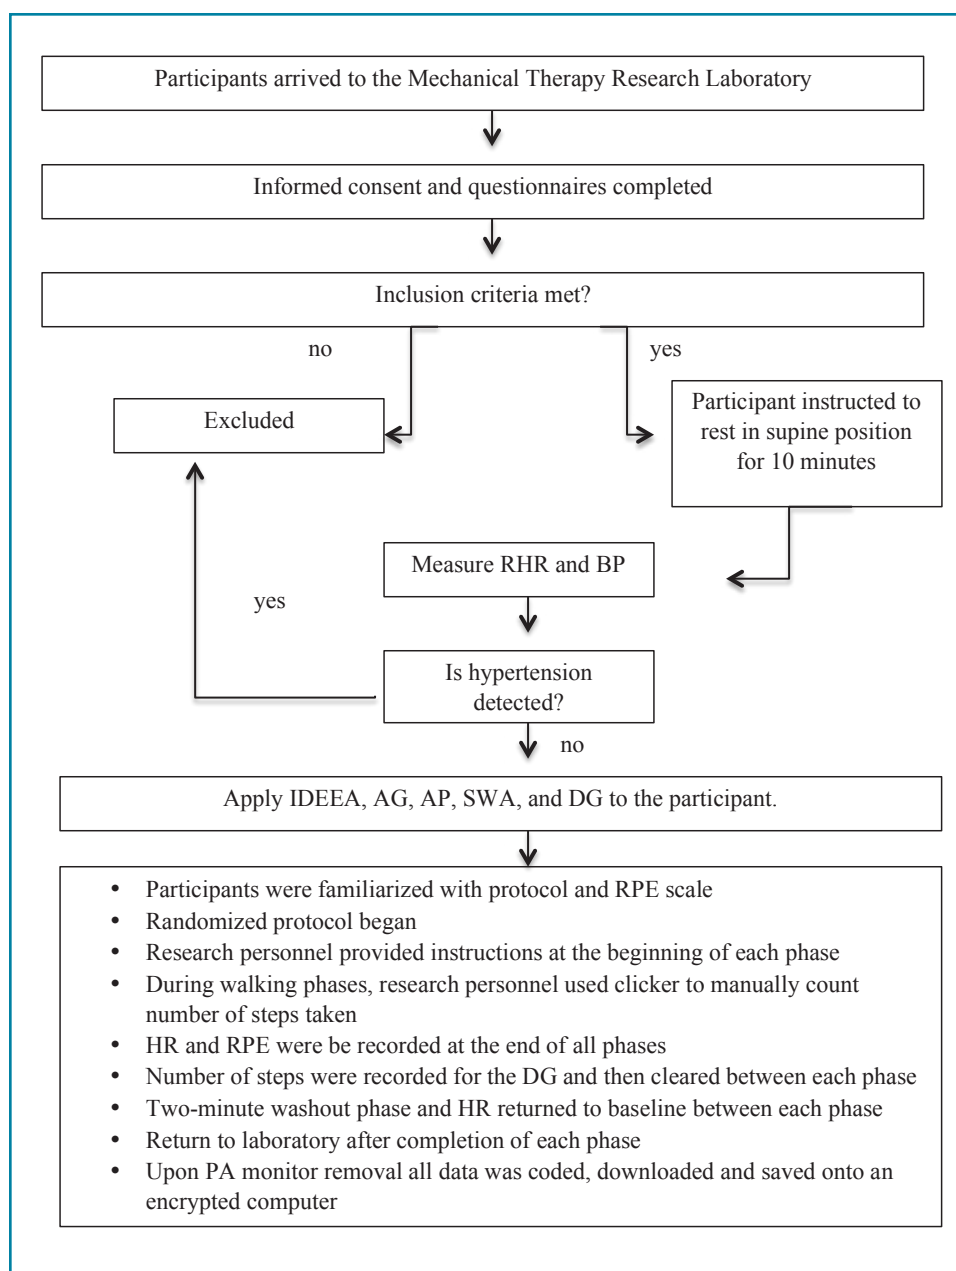 Participants arrived to the Mechanical Therapy Research Laboratory
Informed consent and questionnaires completed
Inclusion criteria met?
no
yes
Excluded
Participant instructed to
rest in supine position
for 10 minutes
Measure RHR and BP
yes
Is hypertension
detected?
no
Apply IDEEA, AG, AP, SWA, and DG to the participant.
• Participants were familiarized with protocol and RPE scale
• Randomized protocol began
• Research personnel provided instructions at the beginning of each phase
• During walking phases, research personnel used clicker to manually count
number of steps taken
• HR and RPE were be recorded at the end of all phases
• Number of steps were recorded for the DG and then cleared between each phase
• Two-minute washout phase and HR returned to baseline between each phase
• Return to laboratory after completion of each phase
• Upon PA monitor removal all data was coded, downloaded and saved onto an
encrypted computer